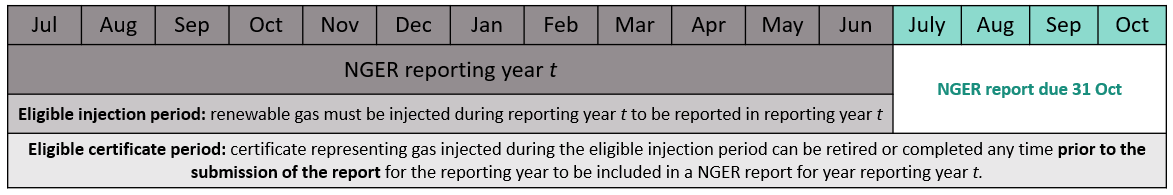 Jul Aug Sep Oct Nov Dec Jan Feb Mar Apr May Jun July Aug Sep Oct
NGER reporting year t
NGER report due 31 Oct
Eligible injection period: renewable gas must be injected during reporting year t to be reported in reporting year t
Eligible certificate period: certificate representing gas injected during the eligible injection period can be retired or completed any time prior to the
submission of the report for the reporting year to be included in a NGER report for year reporting year t.